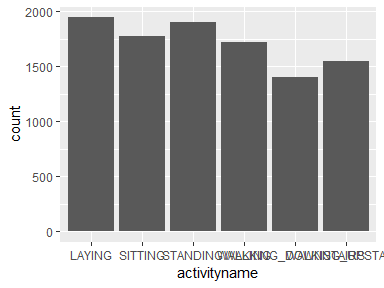 2000
1500
1000
500
0
count
LAYING
SITTING
STANDING
WALKING
activityname